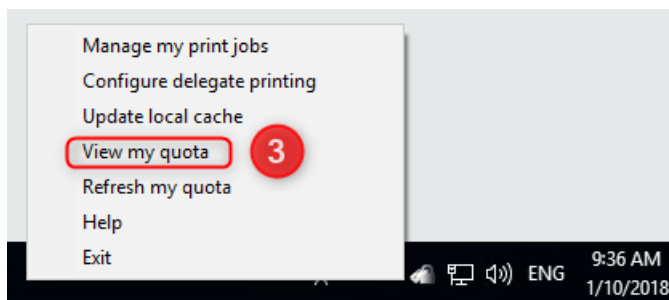 Manage my print jobs
Configure delegate printing
Update local cache
View my quota
3
Refresh my quota
Help
Exit
ENG
9:36 AM
1/10/2018